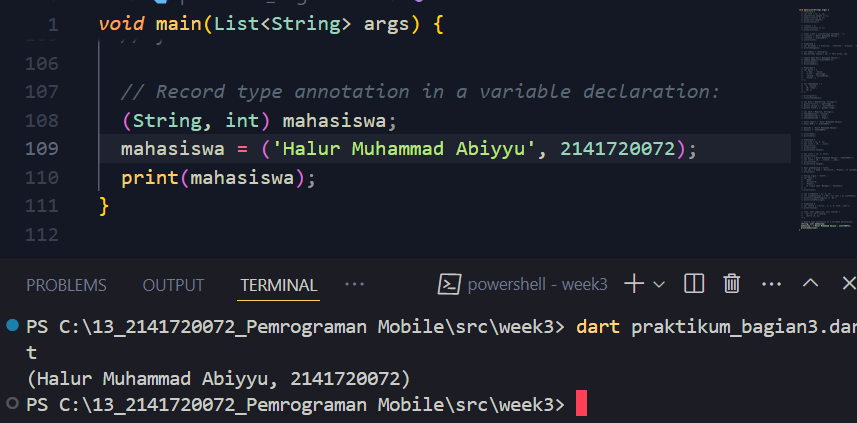 1 void main(List<String> args) {
106
107 // Record type annotation in a variable declaration:
108 (String, int) mahasiswa;
109 mahasiswa = ('Halur Muhammad Abiyyu', 2141720072);
110 print(mahasiswa);
111 }
112
PROBLEMS OUTPUT TERMINAL ··· powershell - week3
PS C:\13_2141720072_Pemrograman Mobile\src\week3> dart praktikum_bagian3.dar
t
(Halur Muhammad Abiyyu, 2141720072)
PS C:\13_2141720072_Pemrograman Mobile\src\week3>